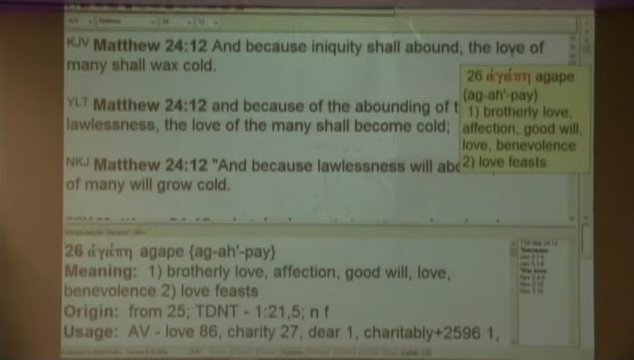 KJV Matthew 24:12 And because iniquity shall abound, the love of
many shall wax cold.
YLT Matthew 24:12 and because of the abounding of
lawlessness, the love of the many shall become cold;
NKJ Matthew 24:12 "And because lawlessness will
of many will grow cold.
26 ἀγάπη agape
{ag-ah'-pay}
1) brotherly love,
affection, good will,
love, benevolence
2) love feasts
26 ἀγάπη agape {ag-ah'-pay}
Meaning: 1) brotherly love, affection, good will, love,
benevolence 2) love feasts
Origin: from 25; TDNT - 1:21,5; n f
Usage: AV - love 86, charity 27, dear 1, charitably+2596 1,